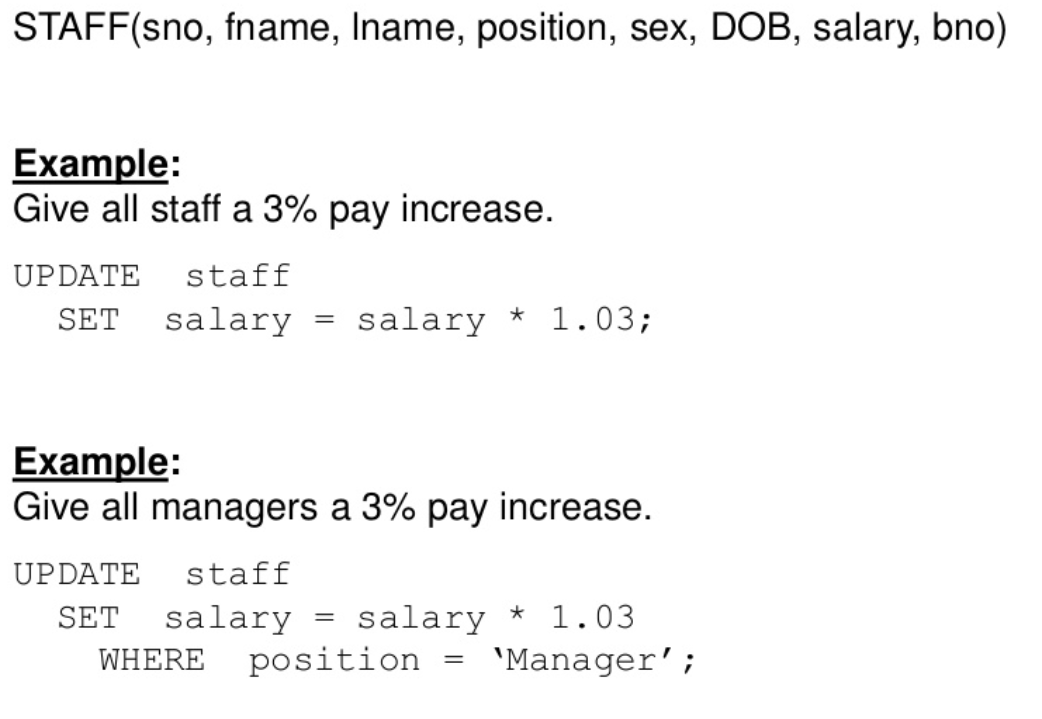 STAFF(sno, fname, lname, position, sex, DOB, salary, bno)
Example:
Give all staff a 3% pay increase.
UPDATE staff
SET salary = salary * 1.03;
Example:
Give all managers a 3% pay increase.
UPDATE staff
SET salary = salary * 1.03
WHERE position = ‘Manager’;